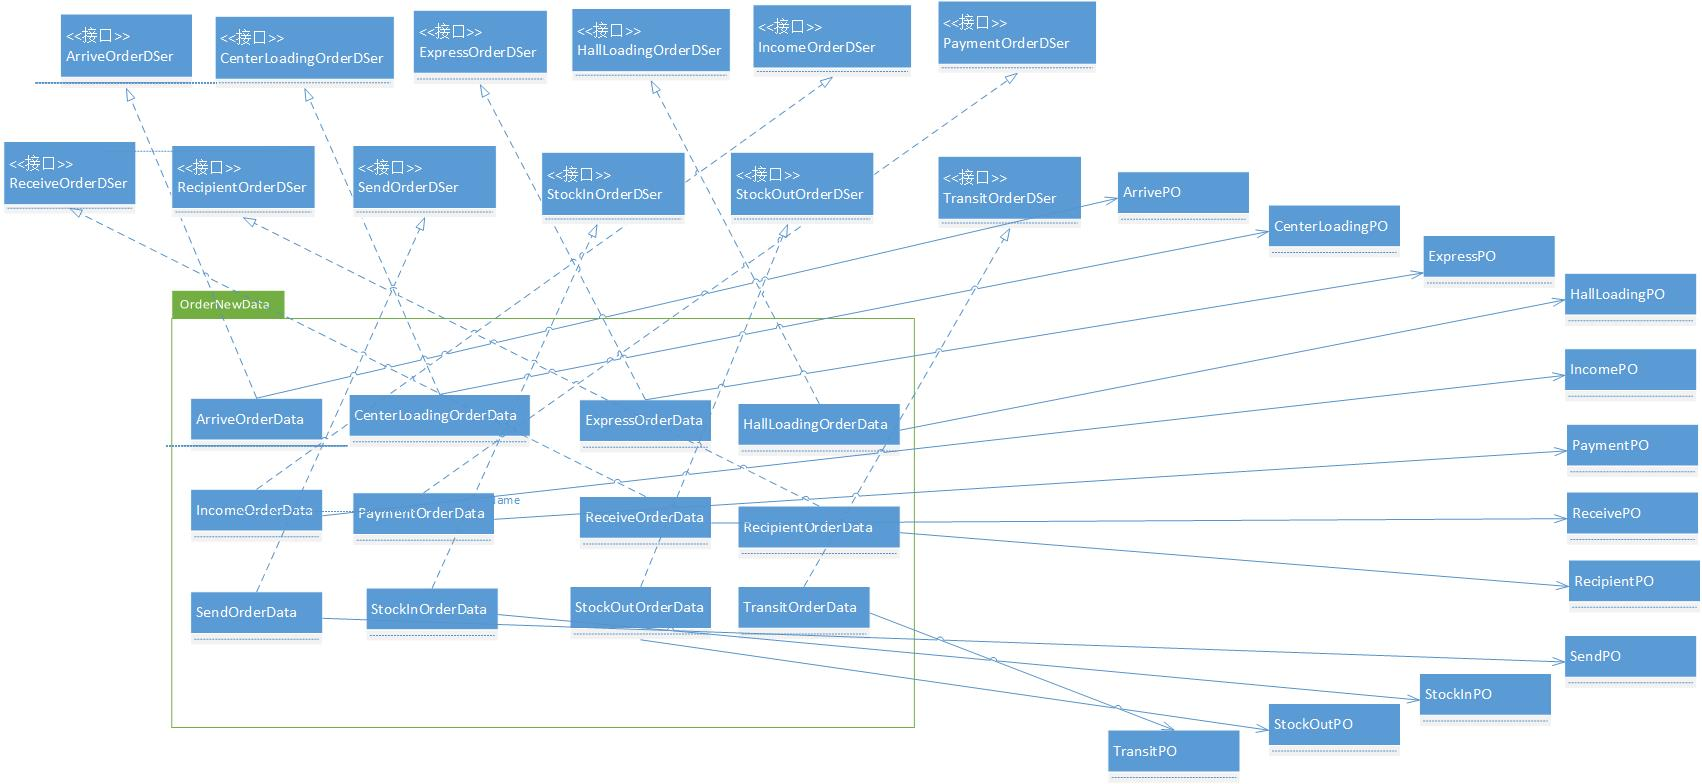 <<接口>>
ArriveOrderDSer
<<接口>>
CenterLoadingOrderDSer
<<接口>>
ExpressOrderDSer
<<接口>>
HallLoadingOrderDSer
<<接口>>
IncomeOrderDSer
<<接口>>
PaymentOrderDSer
<<接口>>
ReceiveOrderDSer
<<接口>>
RecipientOrderDSer
<<接口>>
SendOrderDSer
<<接口>>
StockInOrderDSer
<<接口>>
StockOutOrderDSer
<<接口>>
TransitOrderDSer
ArrivePO
CenterLoadingPO
ExpressPO
HallLoadingPO
IncomePO
PaymentPO
ReceivePO
RecipientPO
SendPO
StockInPO
StockOutPO
TransitPO
OrderNewData
ArriveOrderData
CenterLoadingOrderData
ExpressOrderData
HallLoadingOrderData
IncomeOrderData
PaymentOrderData
ReceiveOrderData
RecipientOrderData
SendOrderData
StockInOrderData
StockOutOrderData
TransitOrderData